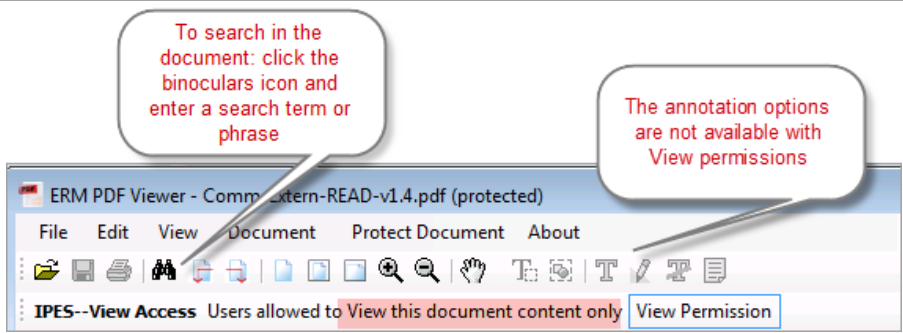 To search in the
document: click the
binoculars icon and
enter a search term or
phrase
The annotation options
are not available with
View permissions
ERM PDF Viewer - Comm Extern-READ-v1.4.pdf (protected)
File Edit View Document Protect Document About
IPES--View Access Users allowed to View this document content only View Permission